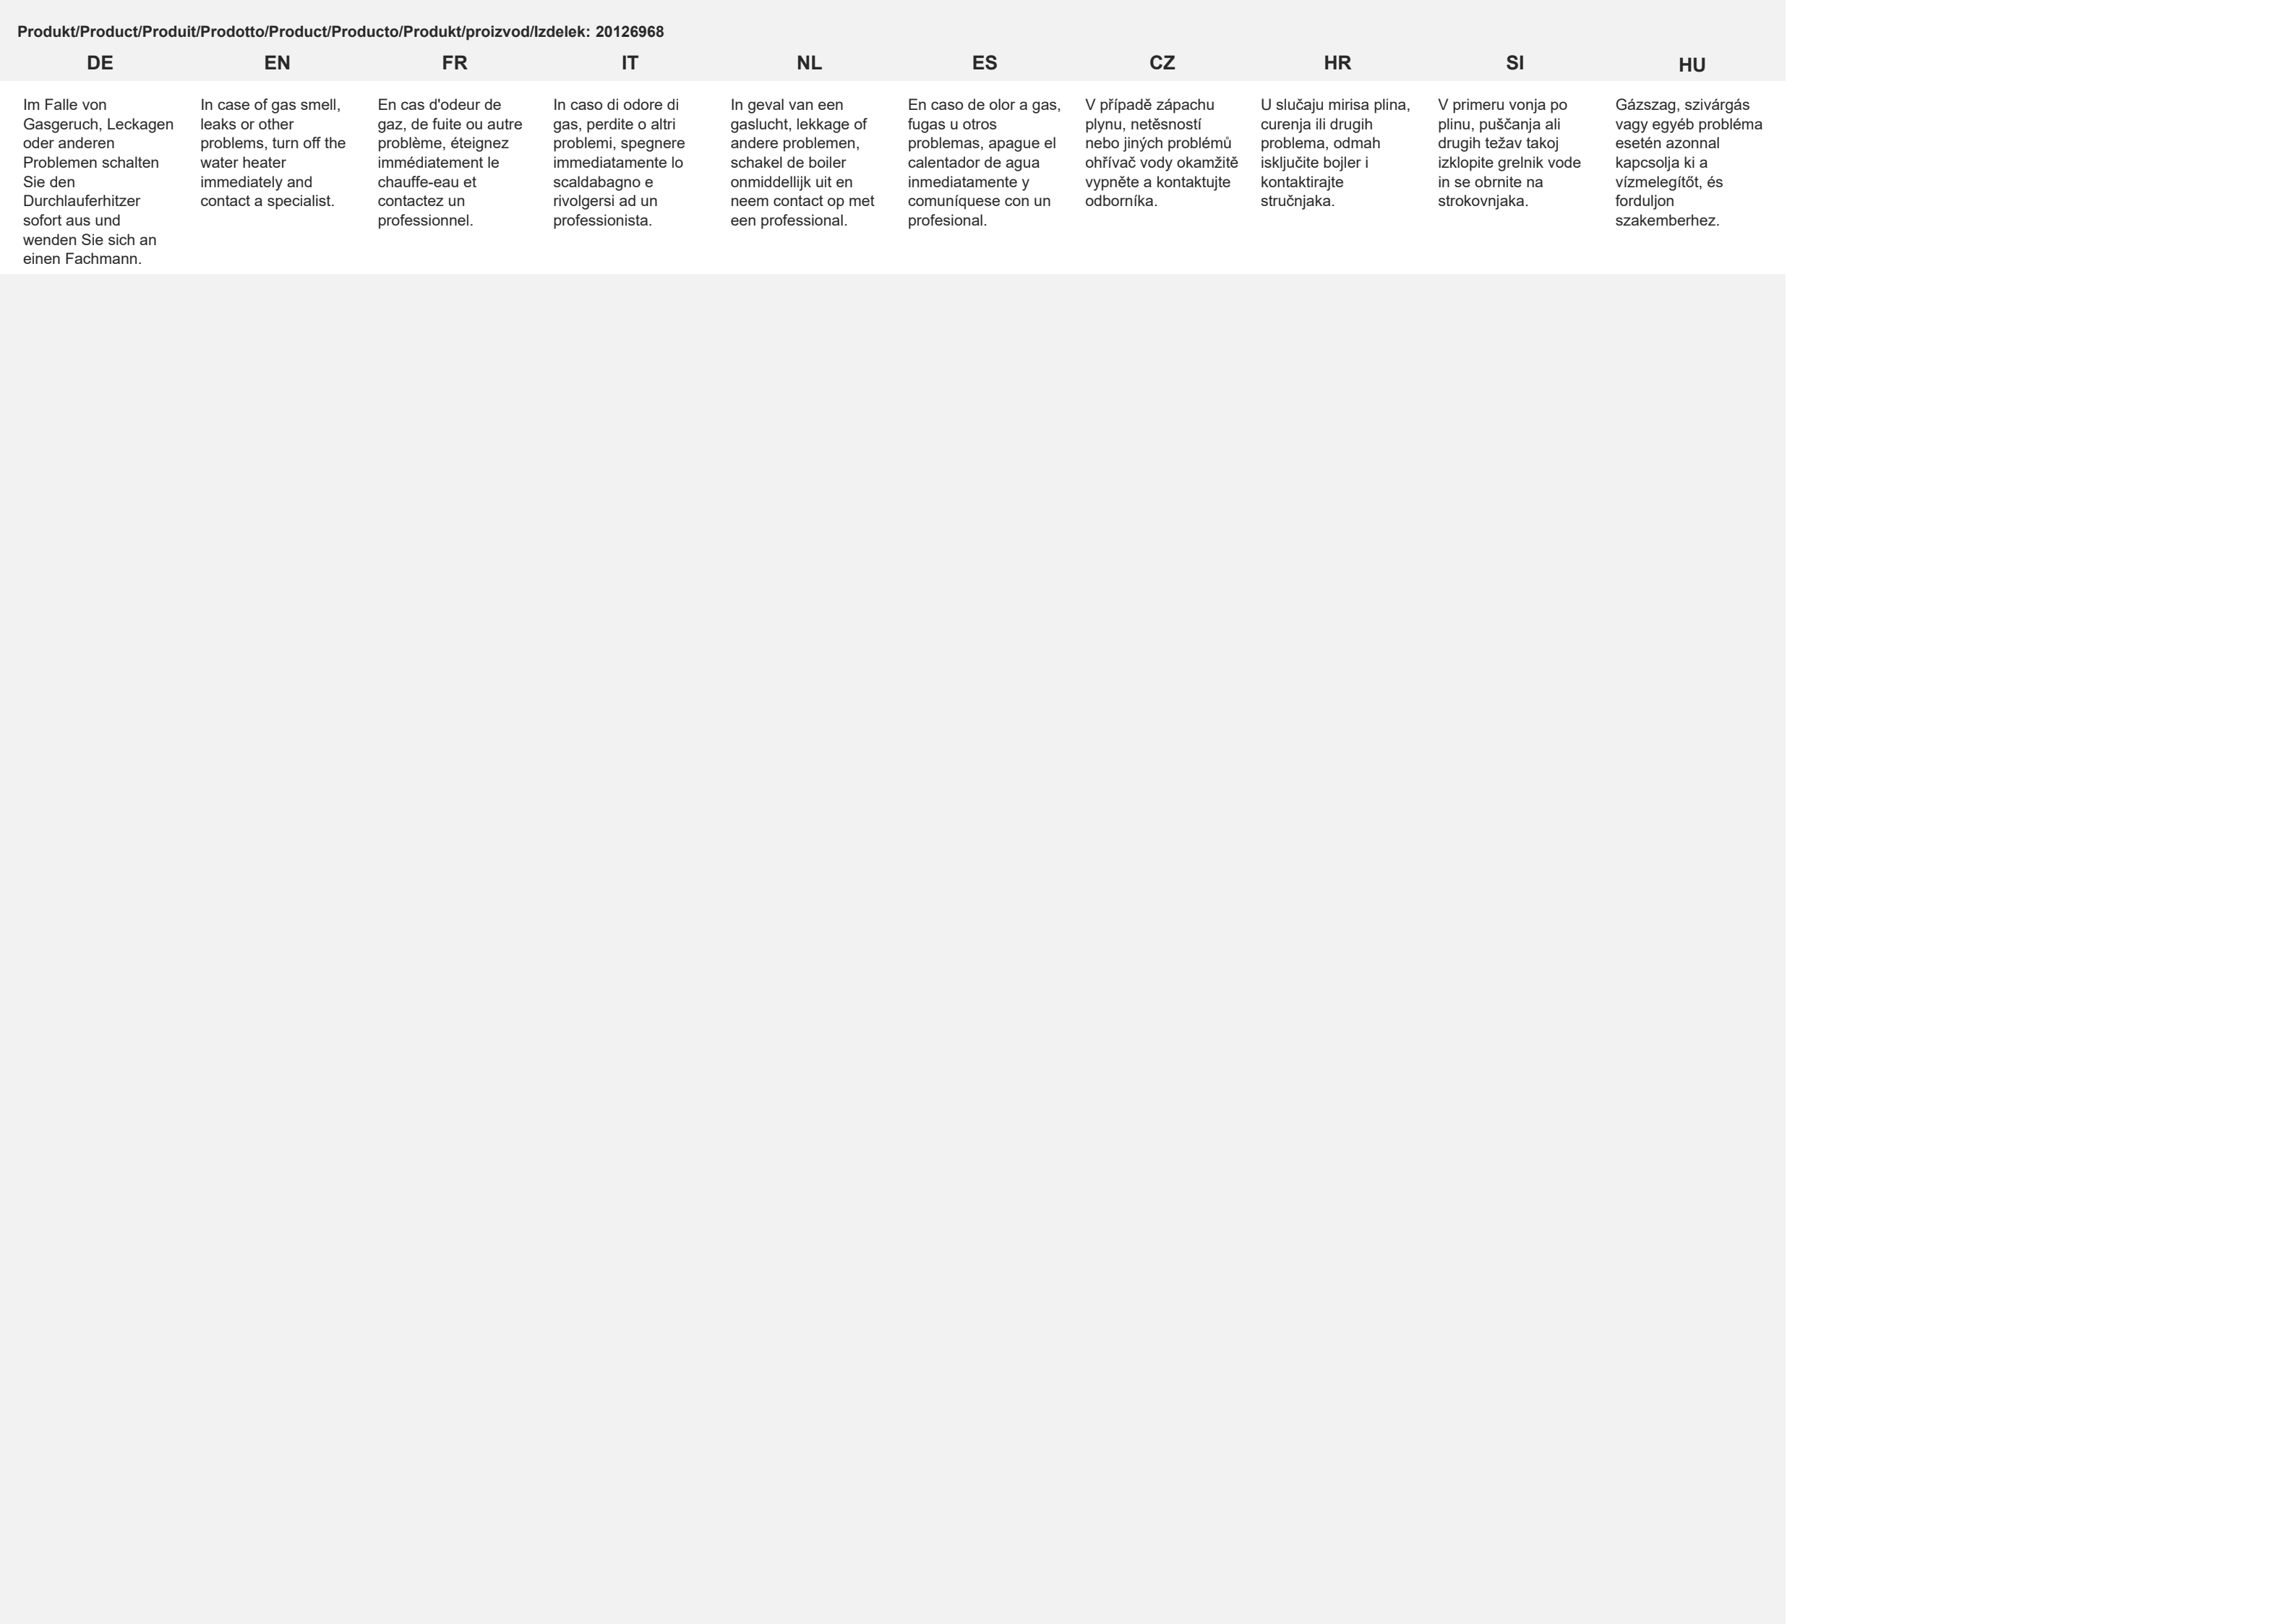 Produkt/Product/Produit/Prodotto/Product/Producto/Produkt/proizvod/Izdelek: 20126968
DE
EN
FR
IT
NL
ES
CZ
HR
SI
HU
Im Falle von
Gasgeruch, Leckagen
oder anderen
Problemen schalten
Sie den
Durchlauferhitzer
sofort aus und
wenden Sie sich an
einen Fachmann.
In case of gas smell,
leaks or other
problems, turn off the
water heater
immediately and
contact a specialist.
En cas d'odeur de
gaz, de fuite ou autre
problème, éteignez
immédiatement le
chauffe-eau et
contactez un
professionnel.
In caso di odore di
gas, perdite o altri
problemi, spegnere
immediatamente lo
scaldabagno e
rivolgersi ad un
professionista.
In geval van een
gaslucht, lekkage of
andere problemen,
schakel de boiler
onmiddellijk uit en
neem contact op met
een professional.
En caso de olor a gas,
fugas u otros
problemas, apague el
calentador de agua
inmediatamente y
comuníquese con un
profesional.
V případě zápachu
plynu, netěsností
nebo jiných problémů
ohřívač vody okamžitě
vypněte a kontaktujte
odborníka.
U slučaju mirisa plina,
curenja ili drugih
problema, odmah
isključite bojler i
kontaktirajte
stručnjaka.
V primeru vonja po
plinu, puščanja ali
drugih težav takoj
izklopite grelnik vode
in se obrnite na
strokovnjaka.
Gázszag, szivárgás
vagy egyéb probléma
esetén azonnal
kapcsolja ki a
vízmelegítőt, és
forduljon
szakemberhez.